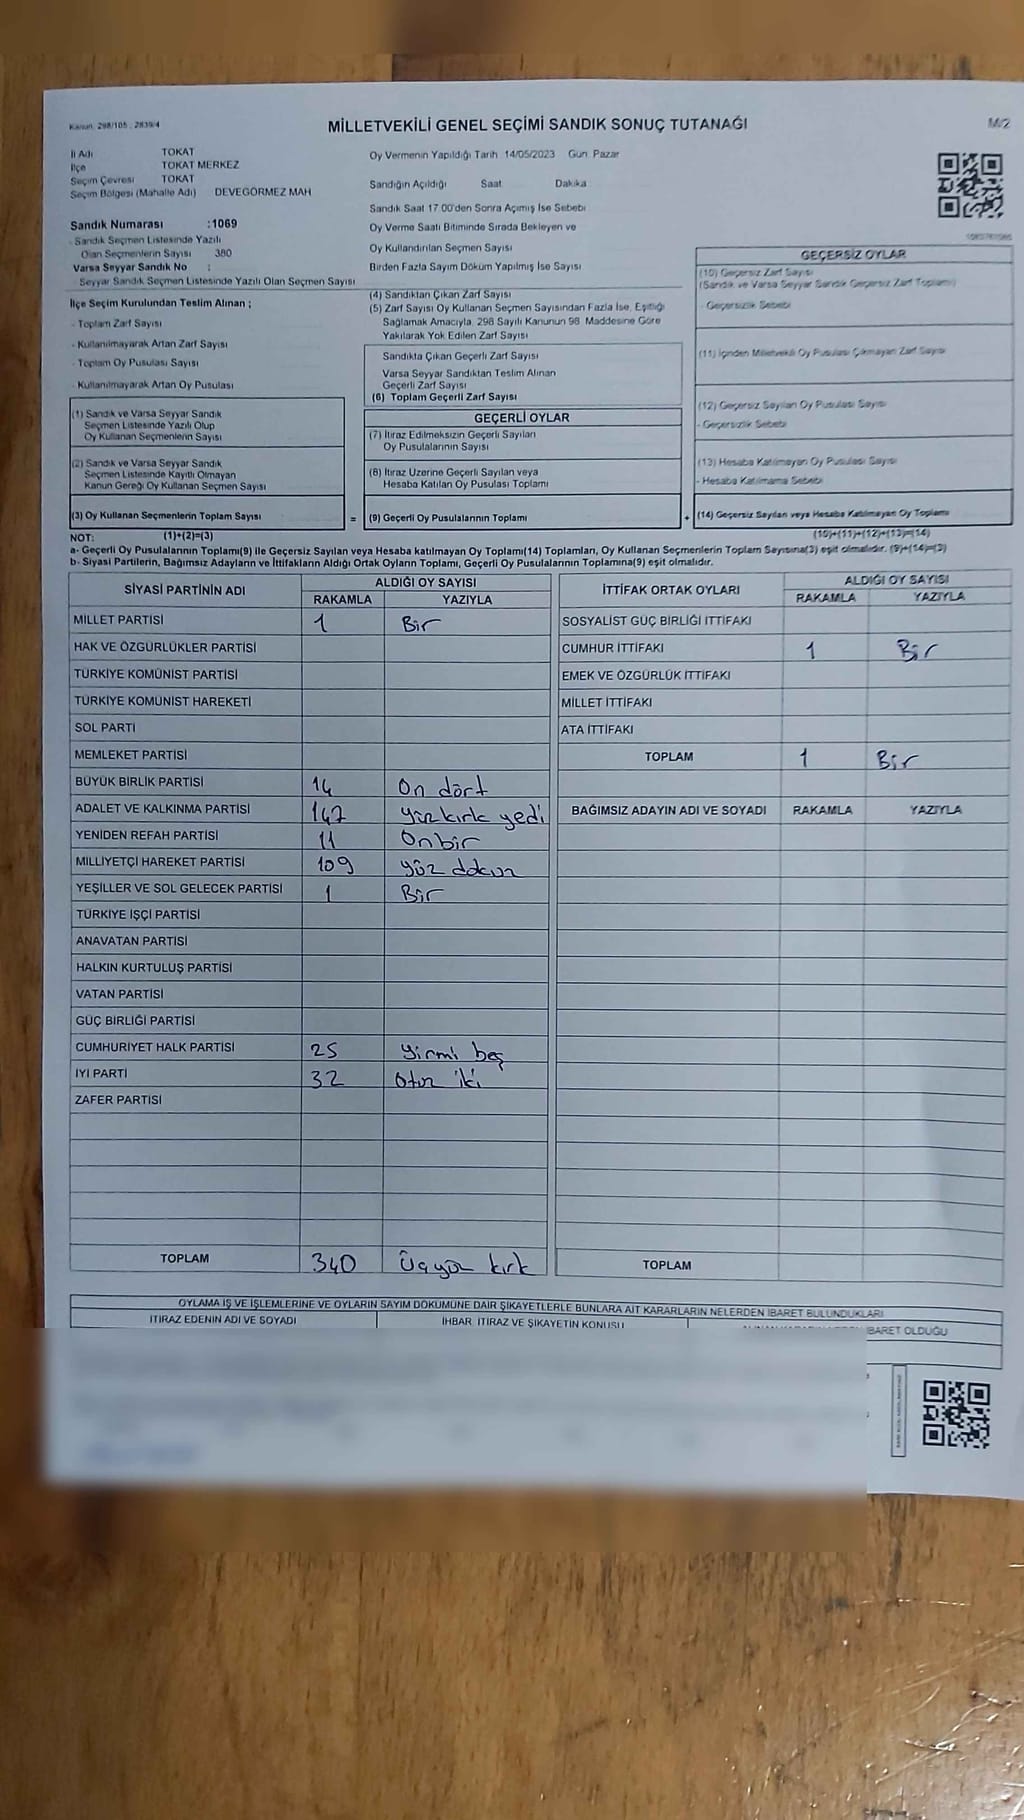 Kanun: 298/105 ; 2839/4
MİLLETVEKİLİ GENEL SEÇİMİ SANDIK SONUÇ TUTANAĞI
M/2
İl Adı TOKAT
İlçe TOKAT MERKEZ
Seçim Çevresi TOKAT
Seçim Bölgesi (Mahalle Adı) DEVEGÖRMEZ MAH
Sandık Numarası :1069
- Sandık Seçmen Listesinde Yazılı
Olan Seçmenlerin Sayısı 380
Varsa Seyyar Sandık No :
Seyyar Sandık Seçmen Listesinde Yazılı Olan Seçmen Sayısı
Oy Vermenin Yapıldığı Tarih 14/05/2023 Gün: Pazar
Sandığın Açıldığı Saat Dakika
Sandık Saat 17.00'den Sonra Açımış İse Sebebi
Oy Verme Saati Bitiminde Sırada Bekleyen ve
Oy Kullandırılan Seçmen Sayısı
Birden Fazla Sayım Döküm Yapılmış İse Sayısı
İlçe Seçim Kurulundan Teslim Alınan ;
- Toplam Zarf Sayısı
- Kullanılmayarak Artan Zarf Sayısı
- Toplam Oy Pusulası Sayısı
- Kullanılmayarak Artan Oy Pusulası
(1) Sandık ve Varsa Seyyar Sandık
Seçmen Listesinde Yazılı Olup
Oy Kullanan Seçmenlerin Sayısı
(2) Sandık ve Varsa Seyyar Sandık
Seçmen Listesinde Kayıtlı Olmayan
Kanun Gereği Oy Kullanan Seçmen Sayısı
(3) Oy Kullanan Seçmenlerin Toplam Sayısı
(4) Sandıktan Çıkan Zarf Sayısı
(5) Zarf Sayısı Oy Kullanan Seçmen Sayısından Fazla İse, Eşitliği
Sağlamak Amacıyla, 298 Sayılı Kanunun 98. Maddesine Göre
Yakılarak Yok Edilen Zarf Sayısı
Sandıkta Çıkan Geçerli Zarf Sayısı
Varsa Seyyar Sandıktan Teslim Alınan
Geçerli Zarf Sayısı
(6) Toplam Geçerli Zarf Sayısı
GEÇERLİ OYLAR
(7) İtiraz Edilmeksizin Geçerli Sayılan
Oy Pusulalarının Sayısı
(8) İtiraz Üzerine Geçerli Sayılan veya
Hesaba Katılan Oy Pusulası Toplamı
= (9) Geçerli Oy Pusulalarının Toplamı
GEÇERSİZ OYLAR
(10) Geçersiz Zarf Sayısı
(Sandık ve Varsa Seyyar Sandık Geçersiz Zarf Toplamı)
- Geçersizlik Sebebi
(11) İçinden Milletvekili Oy Pusulası Çıkmayan Zarf Sayısı
(12) Geçersiz Sayılan Oy Pusulası Sayısı
- Geçersizlik Sebebi
(13) Hesaba Katılmayan Oy Pusulası Sayısı
- Hesaba Katılmama Sebebi
+ (14) Geçersiz Sayılan veya Hesaba Katılmayan Oy Toplamı
NOT: (1)+(2)=(3) (10)+(11)+(12)+(13)=(14)
a- Geçerli Oy Pusulalarının Toplamı(9) ile Geçersiz Sayılan veya Hesaba katılmayan Oy Toplamı(14) Toplamları, Oy Kullanan Seçmenlerin Toplam Sayısına(3) eşit olmalıdır. (9)+(14)=(3)
b- Siyasi Partilerin, Bağımsız Adayların ve İttifakların Aldığı Ortak Oyların Toplamı, Geçerli Oy Pusulalarının Toplamına(9) eşit olmalıdır.
SİYASİ PARTİNİN ADI ALDIĞI OY SAYISI
RAKAMLA YAZIYLA
MİLLET PARTİSİ 1 Bir
HAK VE ÖZGÜRLÜKLER PARTİSİ
TÜRKİYE KOMÜNİST PARTİSİ
TÜRKİYE KOMÜNİST HAREKETİ
SOL PARTİ
MEMLEKET PARTİSİ
BÜYÜK BİRLİK PARTİSİ 14 On dört
ADALET VE KALKINMA PARTİSİ 147 Yüz kırk yedi
YENİDEN REFAH PARTİSİ 11 Onbir
MİLLİYETÇİ HAREKET PARTİSİ 109 Yüz dokuz
YEŞİLLER VE SOL GELECEK PARTİSİ 1 Bir
TÜRKİYE İŞÇİ PARTİSİ
ANAVATAN PARTİSİ
HALKIN KURTULUŞ PARTİSİ
VATAN PARTİSİ
GÜÇ BİRLİĞİ PARTİSİ
CUMHURİYET HALK PARTİSİ 25 Yirmi beş
İYİ PARTİ 32 Otuz iki
ZAFER PARTİSİ
TOPLAM 340 Üçyüz kırk
İTTİFAK ORTAK OYLARI ALDIĞI OY SAYISI
RAKAMLA YAZIYLA
SOSYALİST GÜÇ BİRLİĞİ İTTİFAKI
CUMHUR İTTİFAKI 1 Bir
EMEK VE ÖZGÜRLÜK İTTİFAKI
MİLLET İTTİFAKI
ATA İTTİFAKI
TOPLAM 1 Bir
BAĞIMSIZ ADAYIN ADI VE SOYADI RAKAMLA YAZIYLA
TOPLAM
OYLAMA İŞ VE İŞLEMLERİNE VE OYLARIN SAYIM DÖKÜMÜNE DAİR ŞİKAYETLERLE BUNLARA AİT KARARLARIN NELERDEN İBARET BULUNDUKLARI
İTİRAZ EDENİN ADI VE SOYADI İHBAR İTİRAZ VE ŞİKAYETİN KONUSU İBARET OLDUĞU